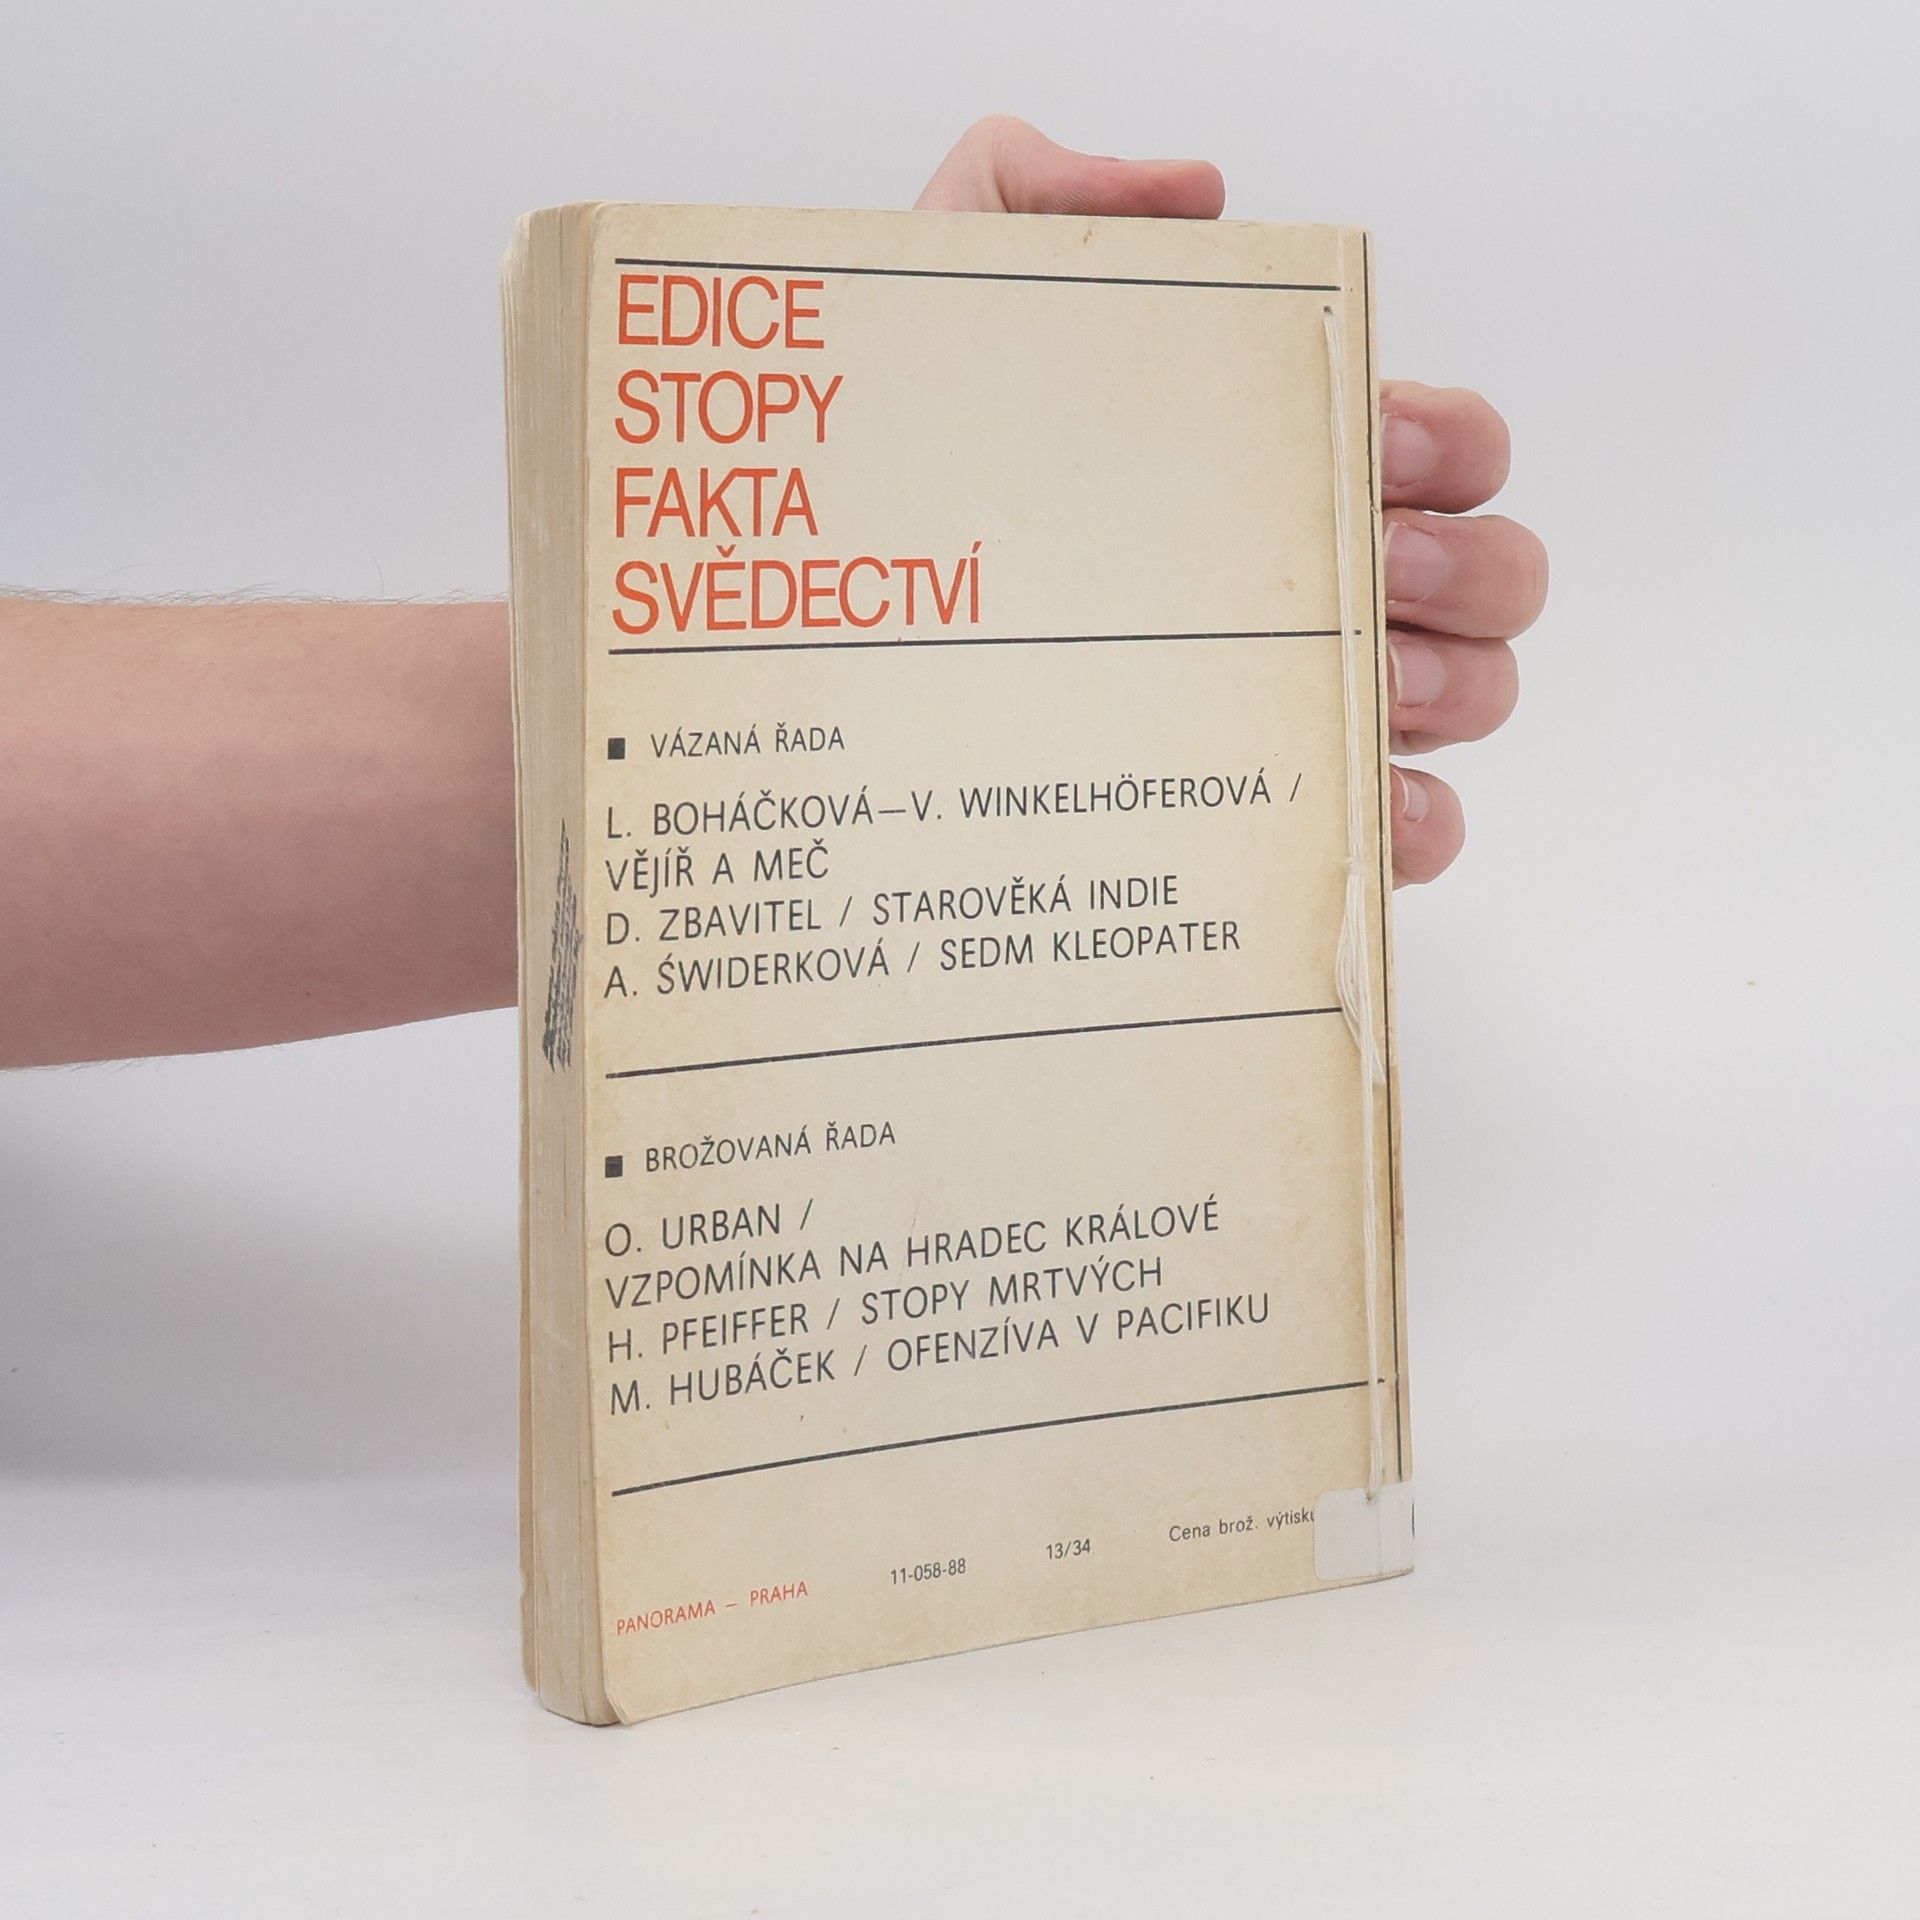 EDICE
STOPY
FAKTA
SVĚDECTVÍ
VÁZANÁ ŘADA
L. BOHÁČKOVÁ—V. WINKELHÖFEROVÁ /
VĚJÍŘ A MEČ
D. ZBAVITEL / STAROVĚKÁ INDIE
A. ŚWIDERKOVÁ / SEDM KLEOPATER
BROŽOVANÁ ŘADA
O. URBAN /
VZPOMÍNKA NA HRADEC KRÁLOVÉ
H. PFEIFFER / STOPY MRTVÝCH
M. HUBÁČEK / OFENZÍVA V PACIFIKU
PANORAMA – PRAHA 11-058-88 13/34 Cena brož. výtisku